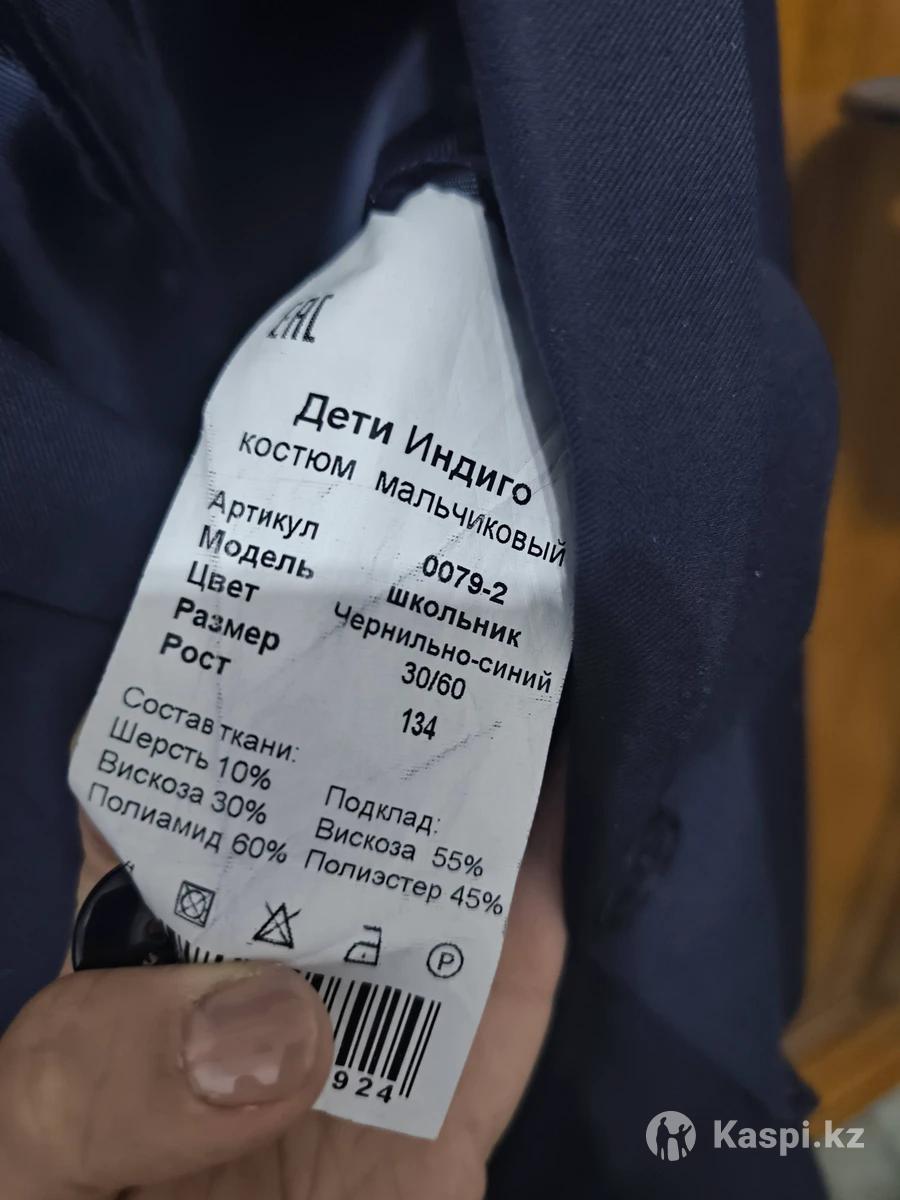 EAC
Дети Индиго
костюм мальчиковый
Артикул 0079-2
Модель школьник
Цвет Чернильно-синий
Размер 30/60
Рост 134
Состав ткани:
Шерсть 10%
Вискоза 30%
Полиамид 60%
Подклад:
Вискоза 55%
Полиэстер 45%
P
924
Kaspi.kz